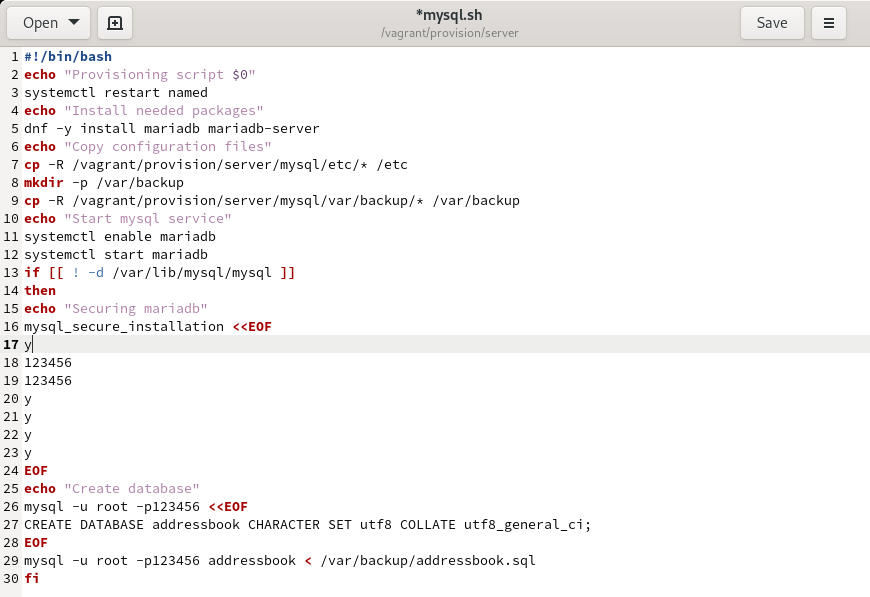 Open
*mysql.sh
/vagrant/provision/server
Save
1 #!/bin/bash
2 echo "Provisioning script $0"
3 systemctl restart named
4 echo "Install needed packages"
5 dnf -y install mariadb mariadb-server
6 echo "Copy configuration files"
7 cp -R /vagrant/provision/server/mysql/etc/* /etc
8 mkdir -p /var/backup
9 cp -R /vagrant/provision/server/mysql/var/backup/* /var/backup
10 echo "Start mysql service"
11 systemctl enable mariadb
12 systemctl start mariadb
13 if [[ ! -d /var/lib/mysql/mysql ]]
14 then
15 echo "Securing mariadb"
16 mysql_secure_installation <<EOF
17 y
18 123456
19 123456
20 y
21 y
22 y
23 y
24 EOF
25 echo "Create database"
26 mysql -u root -p123456 <<EOF
27 CREATE DATABASE addressbook CHARACTER SET utf8 COLLATE utf8_general_ci;
28 EOF
29 mysql -u root -p123456 addressbook < /var/backup/addressbook.sql
30 fi